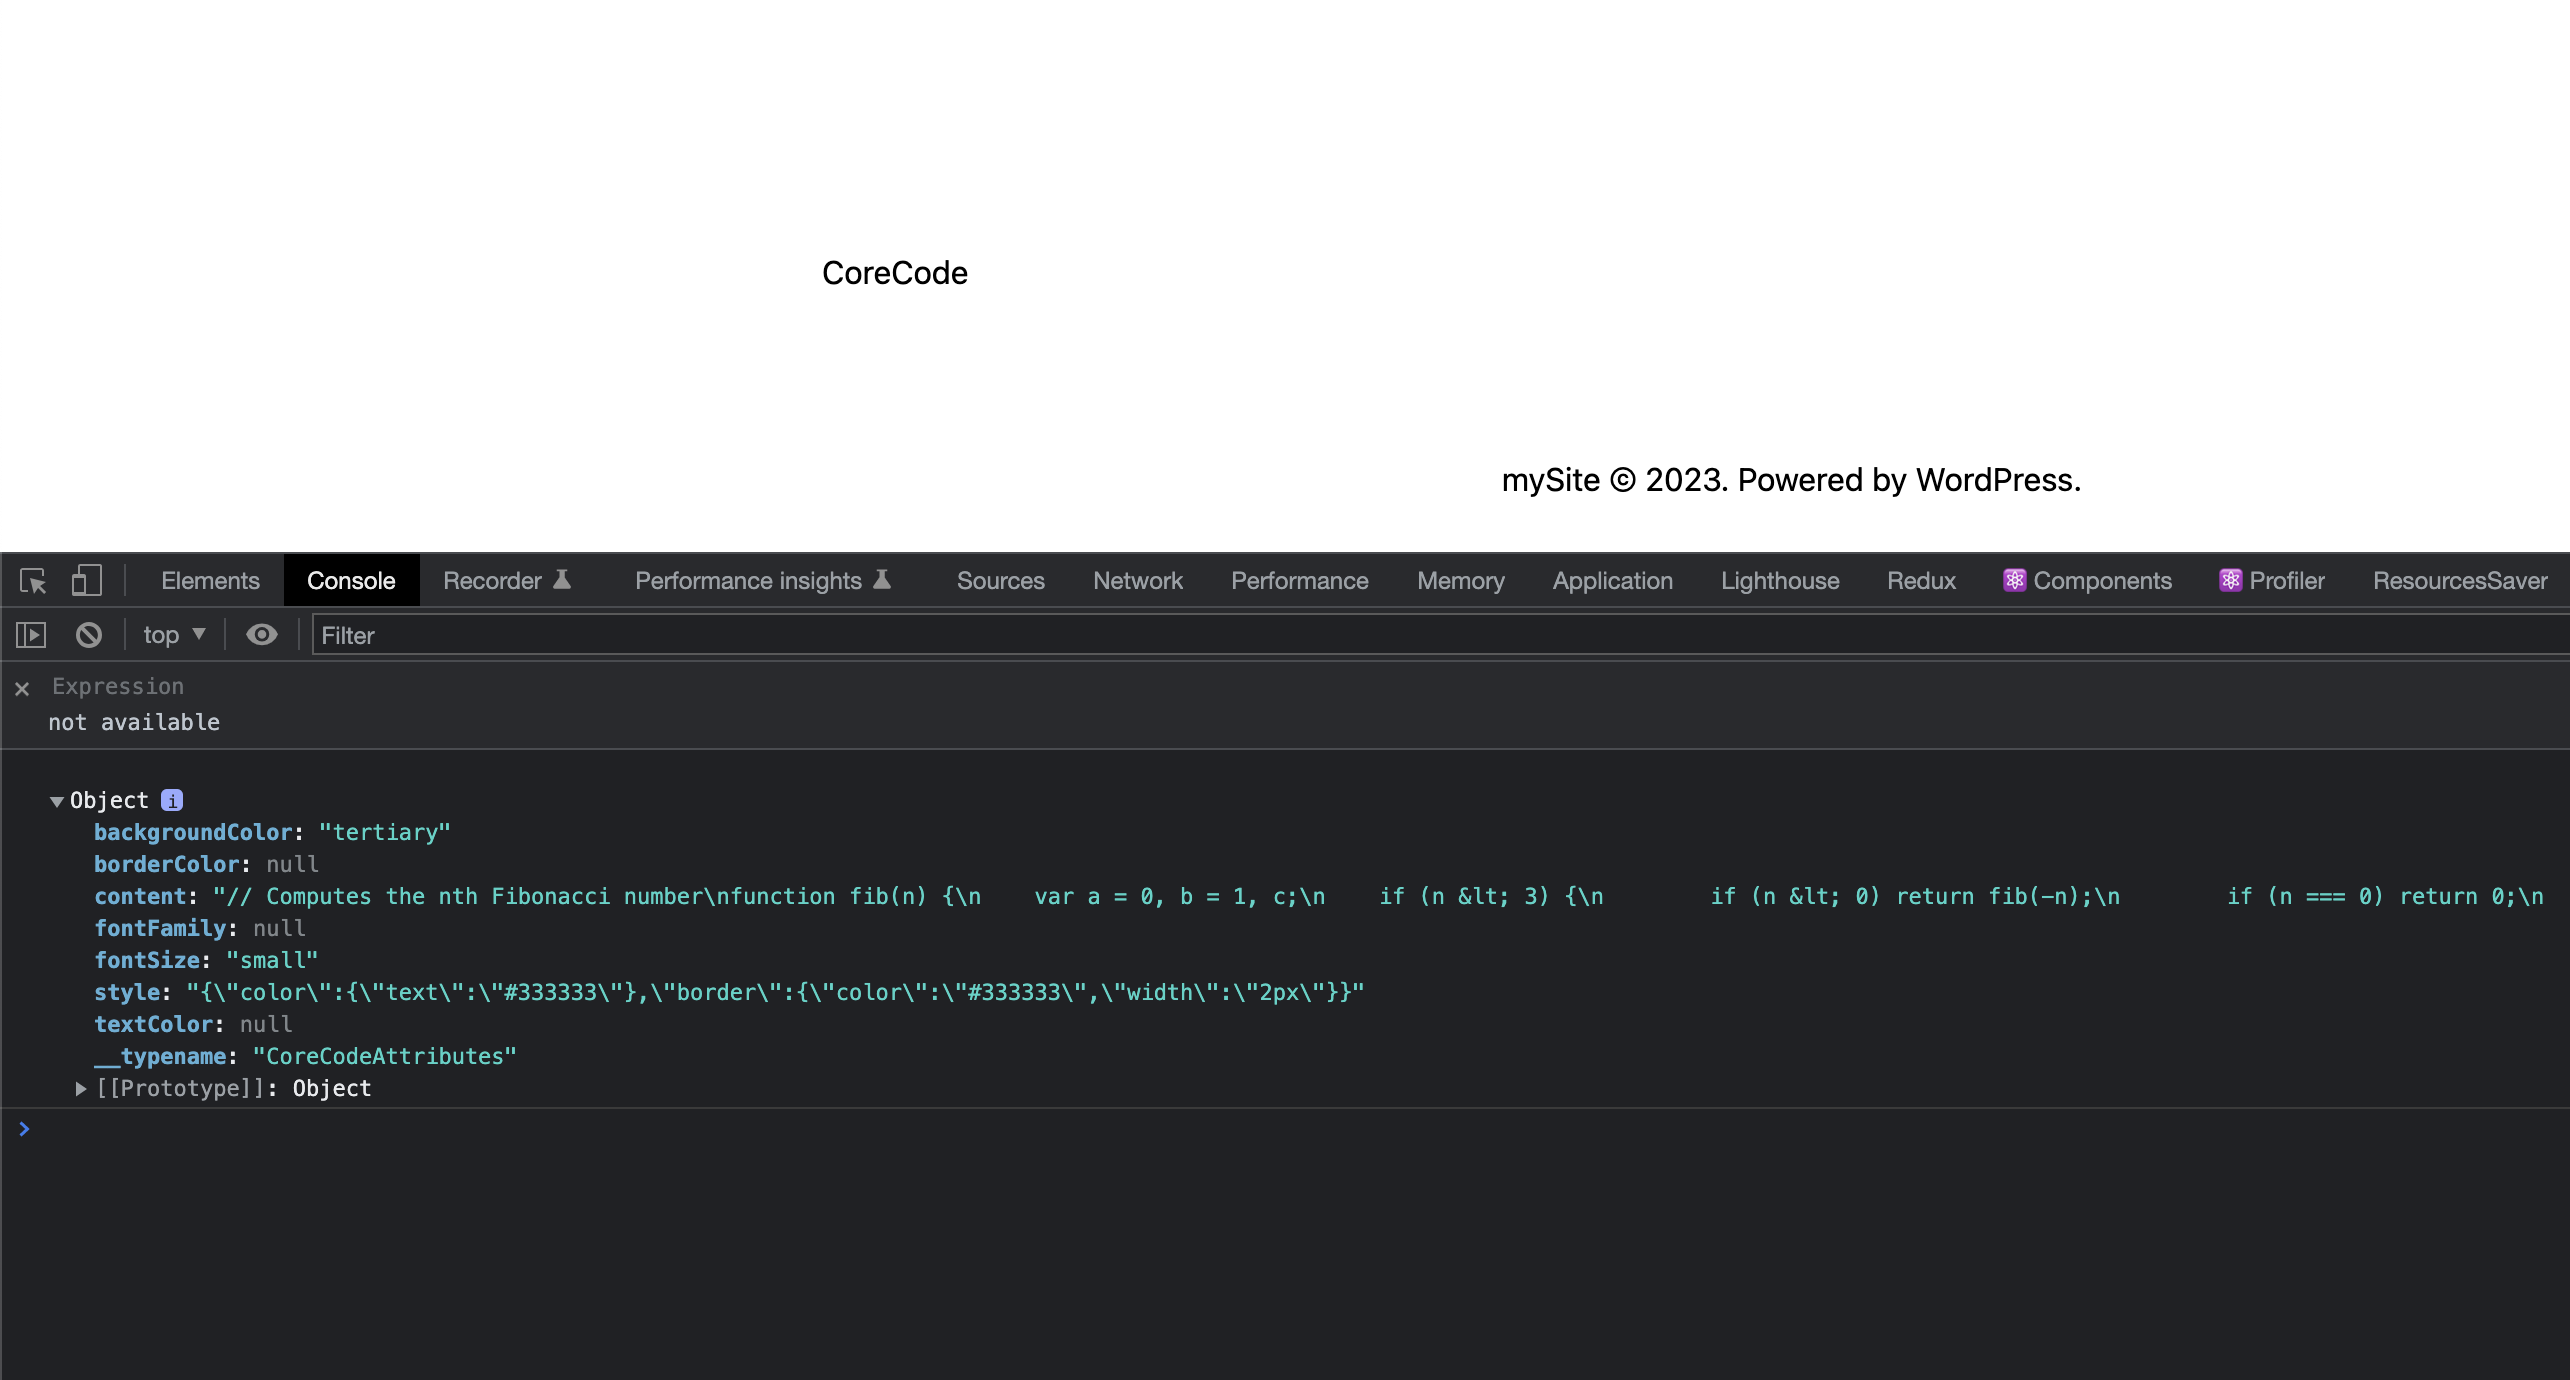 CoreCode
mySite © 2023. Powered by WordPress.
Elements Console Recorder Performance insights Sources Network Performance Memory Application Lighthouse Redux Components Profiler ResourcesSaver
top Filter
Expression
not available
Object i
backgroundColor: "tertiary"
borderColor: null
content: "// Computes the nth Fibonacci number\nfunction fib(n) {\n    var a = 0, b = 1, c;\n    if (n &lt; 3) {\n        if (n &lt; 0) return fib(-n);\n        if (n === 0) return 0;\n
fontFamily: null
fontSize: "small"
style: "{\"color\":{\"text\":\"#333333\"},\"border\":{\"color\":\"#333333\",\"width\":\"2px\"}}"
textColor: null
__typename: "CoreCodeAttributes"
[[Prototype]]: Object